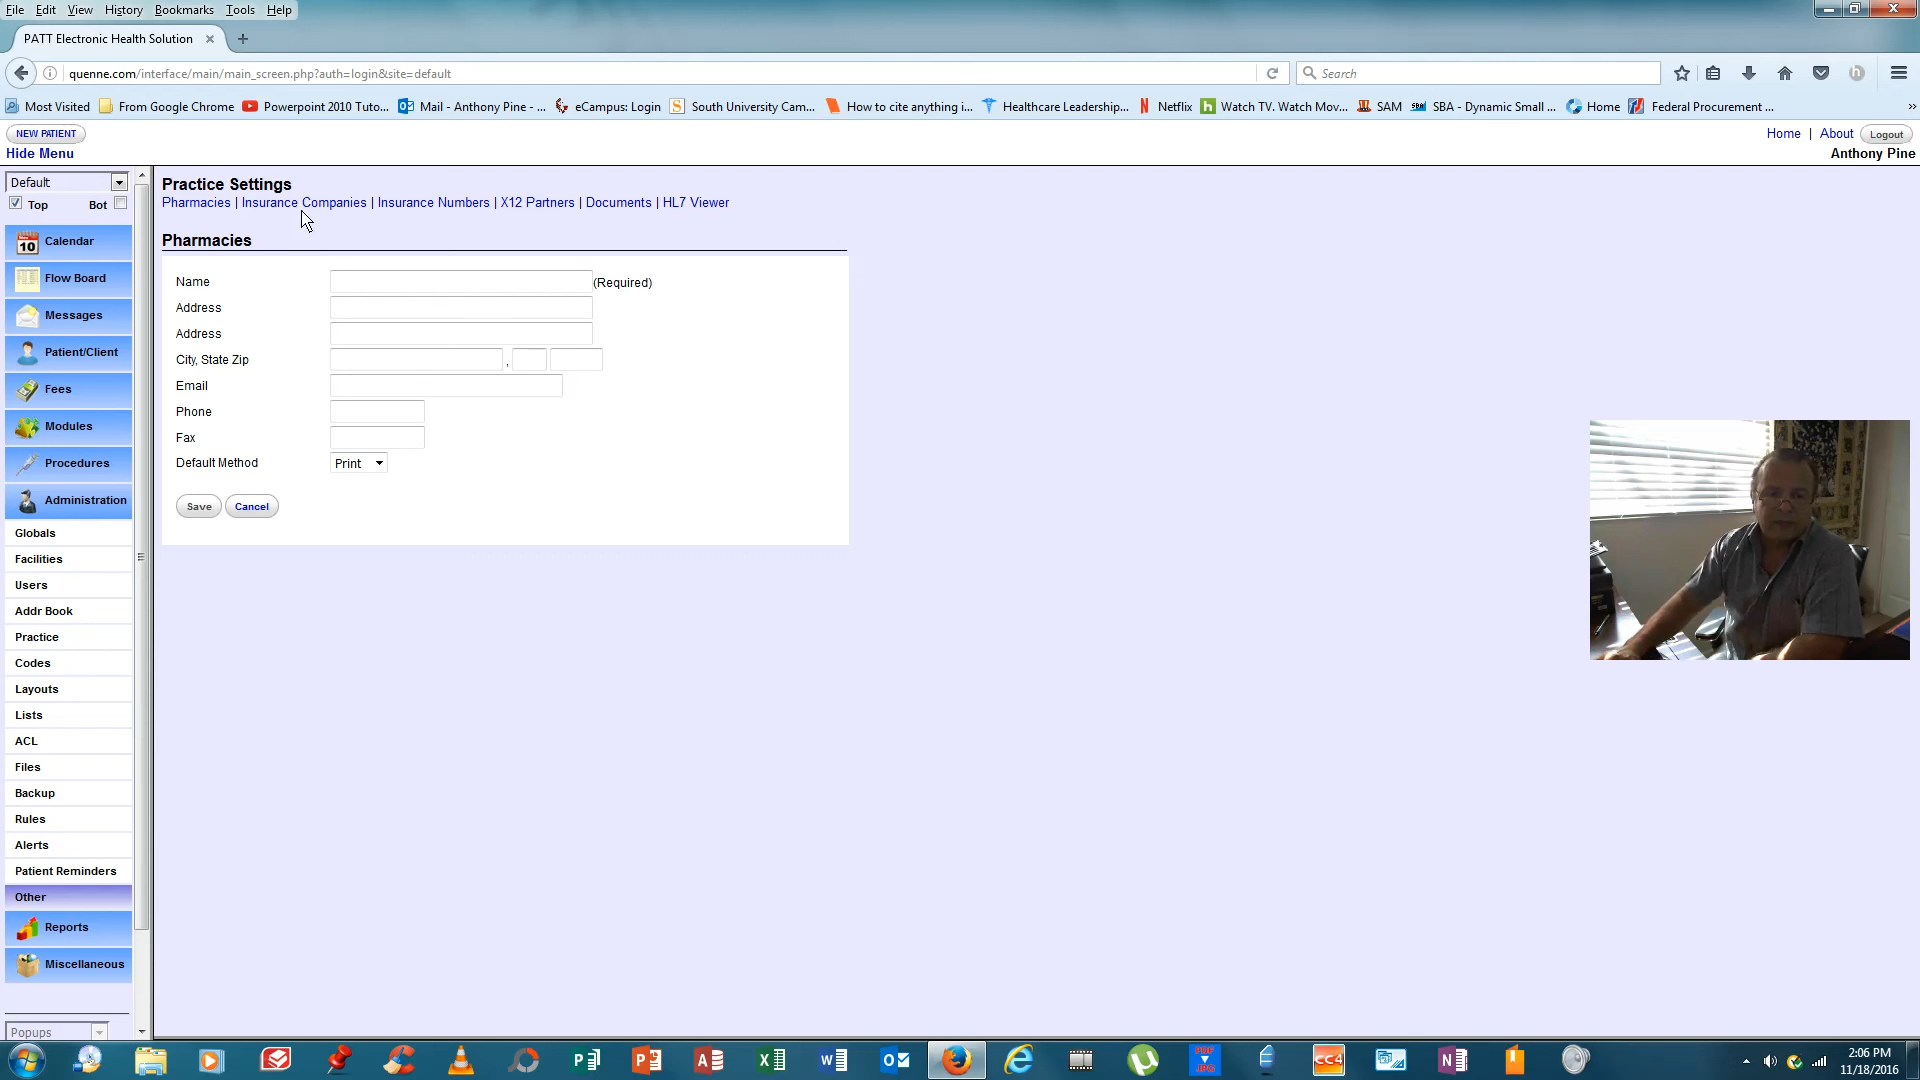 File Edit View History Bookmarks Tools Help
PATT Electronic Health Solution
quenne.com/interface/main/main_screen.php?auth=login&site=default
Search
Most Visited From Google Chrome Powerpoint 2010 Tuto... Mail - Anthony Pine - ... eCampus: Login South University Cam... How to cite anything i... Healthcare Leadership... Netflix Watch TV. Watch Mov... SAM SBA - Dynamic Small ... Home Federal Procurement ...
NEW PATIENT
Home | About Logout
Hide Menu
Anthony Pine
Default
Top Bot
Calendar
Flow Board
Messages
Patient/Client
Fees
Modules
Procedures
Administration
Globals
Facilities
Users
Addr Book
Practice
Codes
Layouts
Lists
ACL
Files
Backup
Rules
Alerts
Patient Reminders
Other
Reports
Miscellaneous
Popups
Practice Settings
Pharmacies | Insurance Companies | Insurance Numbers | X12 Partners | Documents | HL7 Viewer
Pharmacies
Name (Required)
Address
Address
City, State Zip ,
Email
Phone
Fax
Default Method Print
Save Cancel
2:06 PM
11/18/2016